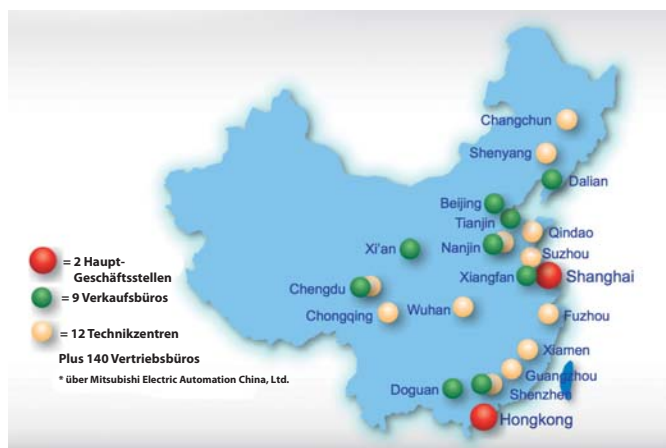 Changchun
Shenyang
Dalian
Beijing
Tianjin
Qindao
Xi'an
Nanjin
Suzhou
= 2 Haupt-
Geschäftsstellen
Xiangfan
Shanghai
= 9 Verkaufsbüros
Chengdu
Chongqing
Wuhan
Fuzhou
= 12 Technikzentren
Plus 140 Vertriebsbüros
Xiamen
* über Mitsubishi Electric Automation China, Ltd.
Guangzhou
Doguan
Shenzhen
Hongkong